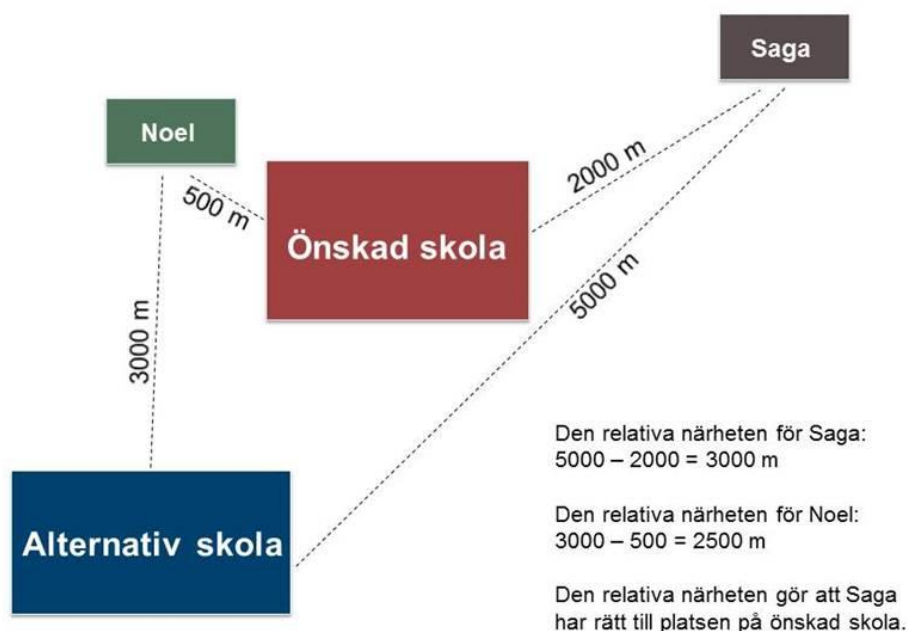 Saga
Noel
2000 m
500 m
Önskad skola
5000 m
3000 m
Den relativa närheten för Saga:
5000 – 2000 = 3000 m
Den relativa närheten för Noel:
3000 – 500 = 2500 m
Alternativ skola
Den relativa närheten gör att Saga
har rätt till platsen på önskad skola.